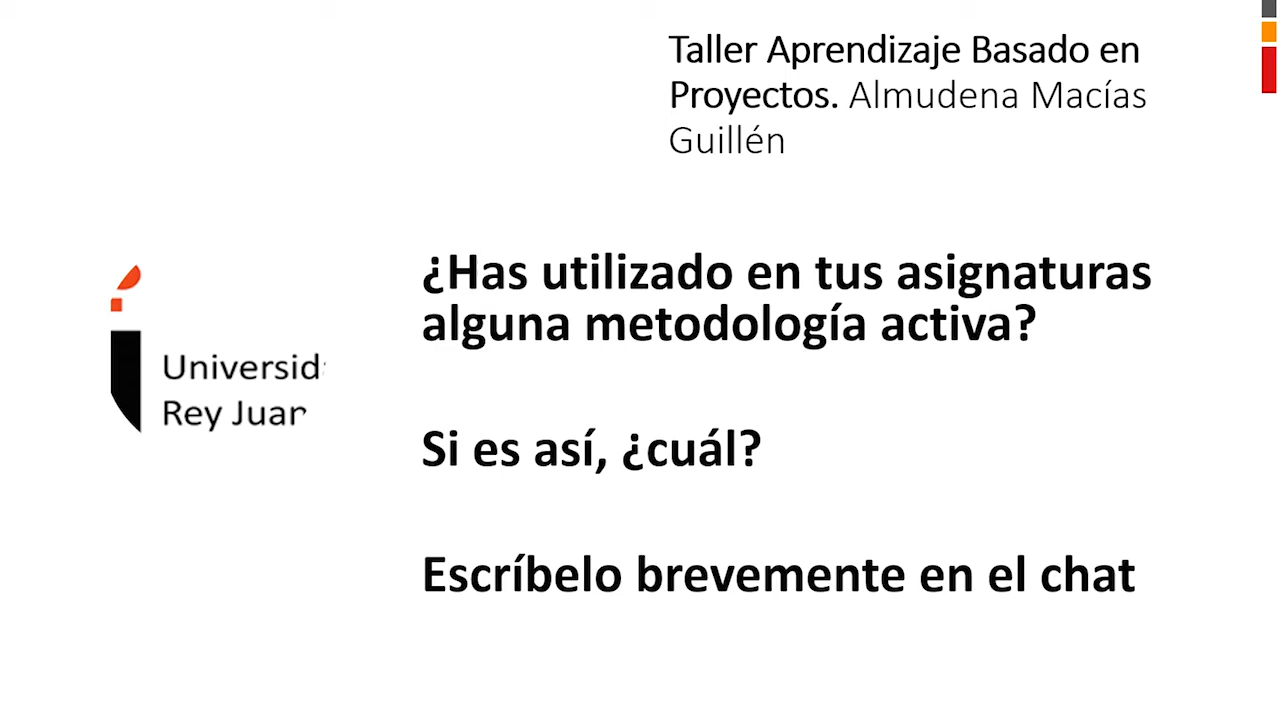 Taller Aprendizaje Basado en
Proyectos. Almudena Macías
Guillén
¿Has utilizado en tus asignaturas
alguna metodología activa?
Universid
Rey Juan
Si es así, ¿cuál?
Escríbelo brevemente en el chat